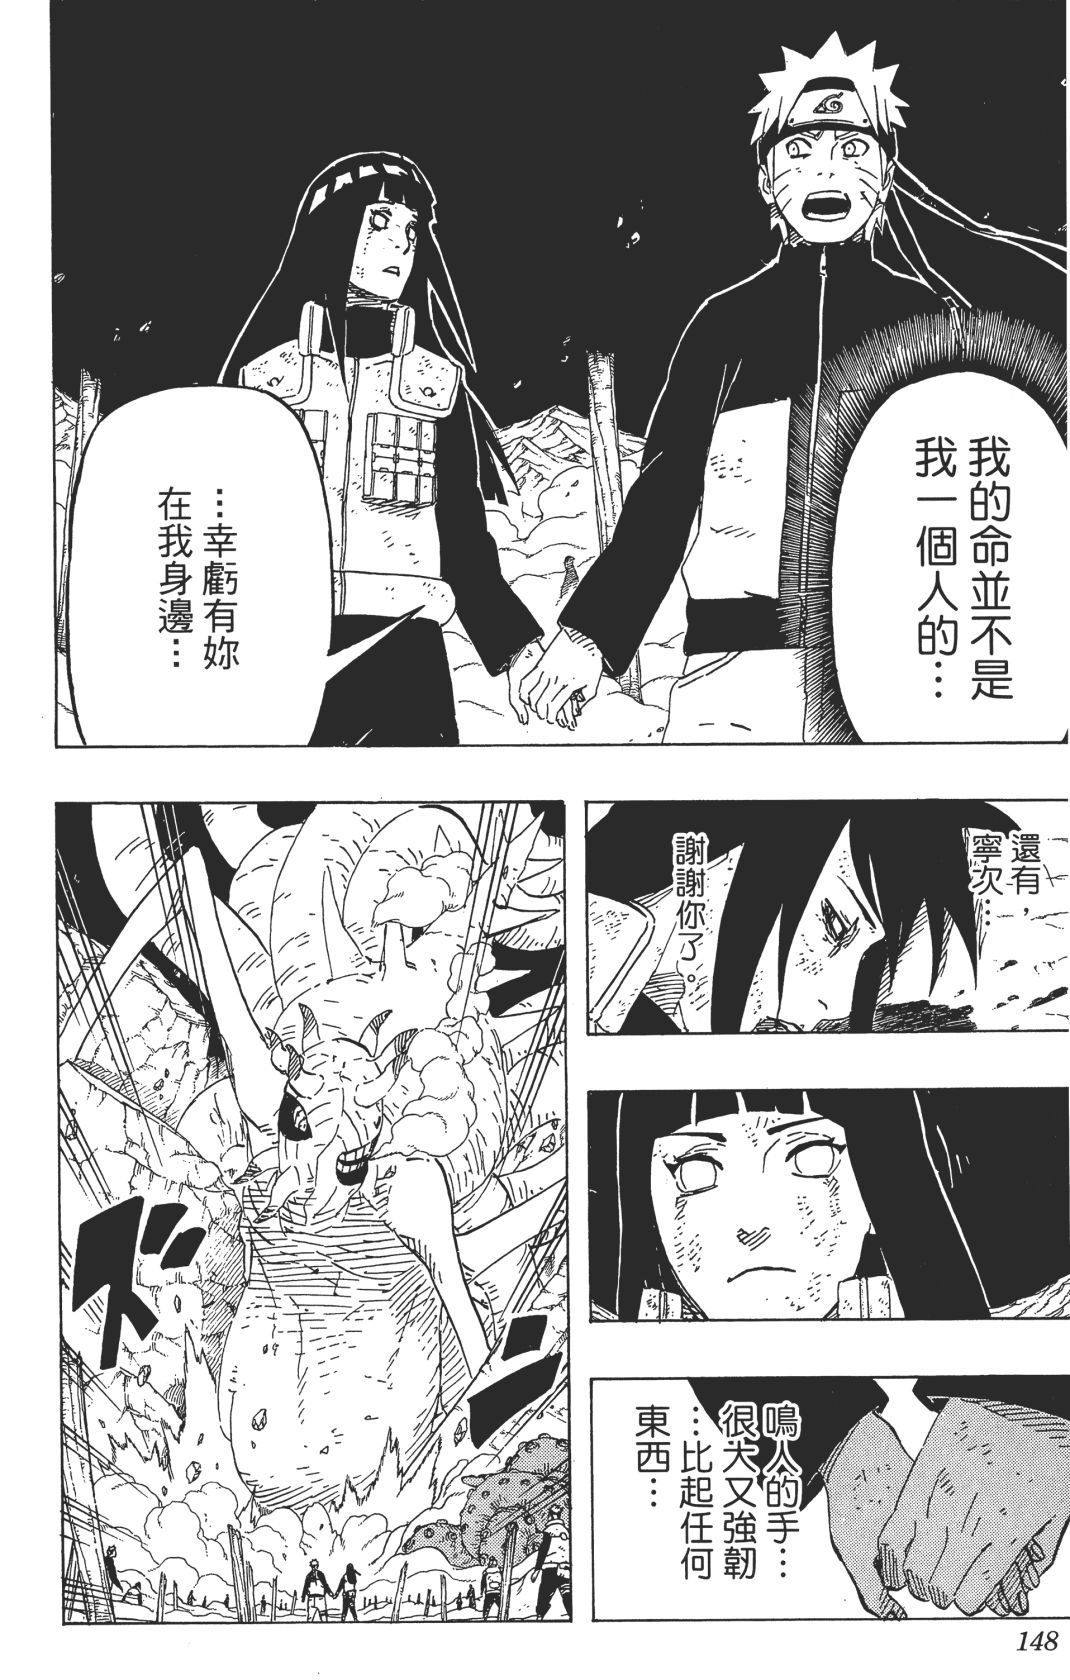 我的命並不是
我一個人的…
…幸虧有妳
在我身邊…
還有，
寧次…
謝謝你了。
鳴人的手…
很大又強韌
…比起任何
東西…
ズズ
148